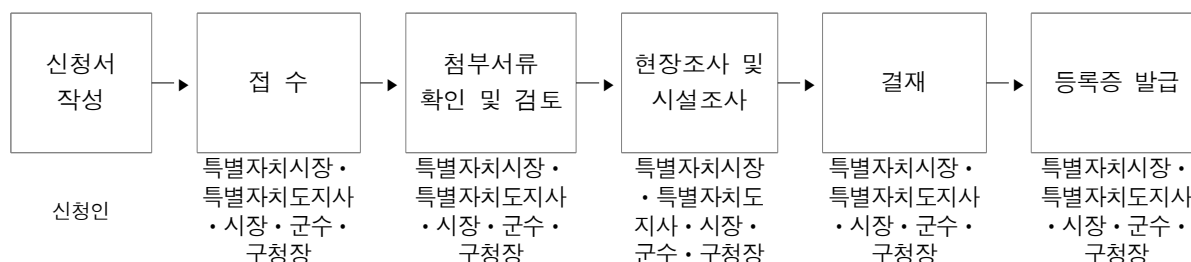 신청서
작성
접 수
첨부서류
확인 및 검토
현장조사 및
시설조사
결재
등록증 발급
신청인
특별자치시장・
특별자치도지사
・시장・군수・
구청장
특별자치시장・
특별자치도지사
・시장・군수・
구청장
특별자치시장
・특별자치도
지사・시장・
군수・구청장
특별자치시장・
특별자치도지사
・시장・군수・
구청장
특별자치시장・
특별자치도지사
・시장・군수・
구청장